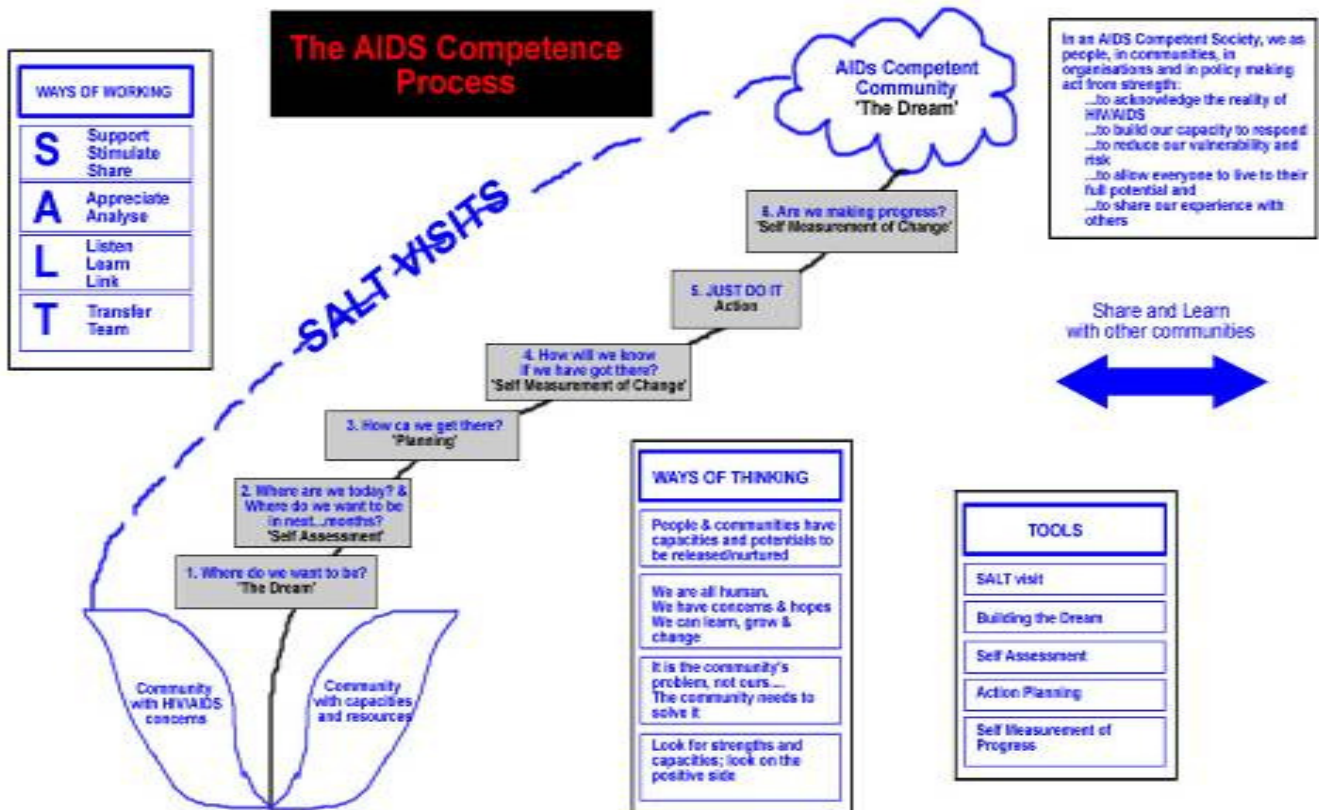 The AIDS Competence
Process
WAYS OF WORKING
S
Support
Stimulate
Share
A
Appreciate
Analyse
L
Listen
Learn
Link
T
Transfer
Team
SALT VISITS
AIDs Competent
Community
'The Dream'
In an AIDS Competent Society, we as
people, in communities, in
organisations and in policy making
act from strength:
...to acknowledge the reality of
HIV/AIDS
...to build our capacity to respond
...to reduce our vulnerability and
risk
...to allow everyone to live to their
full potential and
...to share our experience with
others
6. Are we making progress?
'Self Measurement of Change'
5. JUST DO IT
Action
4. How will we know
if we have got there?
'Self Measurement of Change'
3. How ca we get there?
'Planning'
2. Where are we today? &
Where do we want to be
in next...months?
'Self Assessment'
1. Where do we want to be?
'The Dream'
Community
with HIV/AIDS
concerns
Community
with capacities
and resources
Share and Learn
with other communities
WAYS OF THINKING
People & communities have
capacities and potentials to
be released/nurtured
We are all human.
We have concerns & hopes
We can learn, grow &
change
It is the community's
problem, not ours....
The community needs to
solve it
Look for strengths and
capacities; look on the
positive side
TOOLS
SALT visit
Building the Dream
Self Assessment
Action Planning
Self Measurement of
Progress